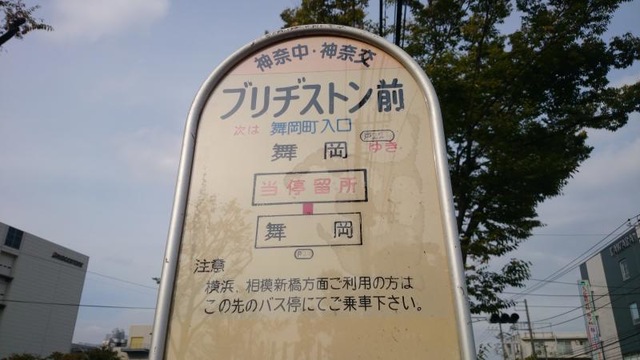 神奈中・神奈交
ブリヂストン前
次は 舞岡町入口
舞岡 ゆき
当停留所
舞岡
注意
横浜、相模新橋方面ご利用の方は
この先のバス停にてご乗車下さい。